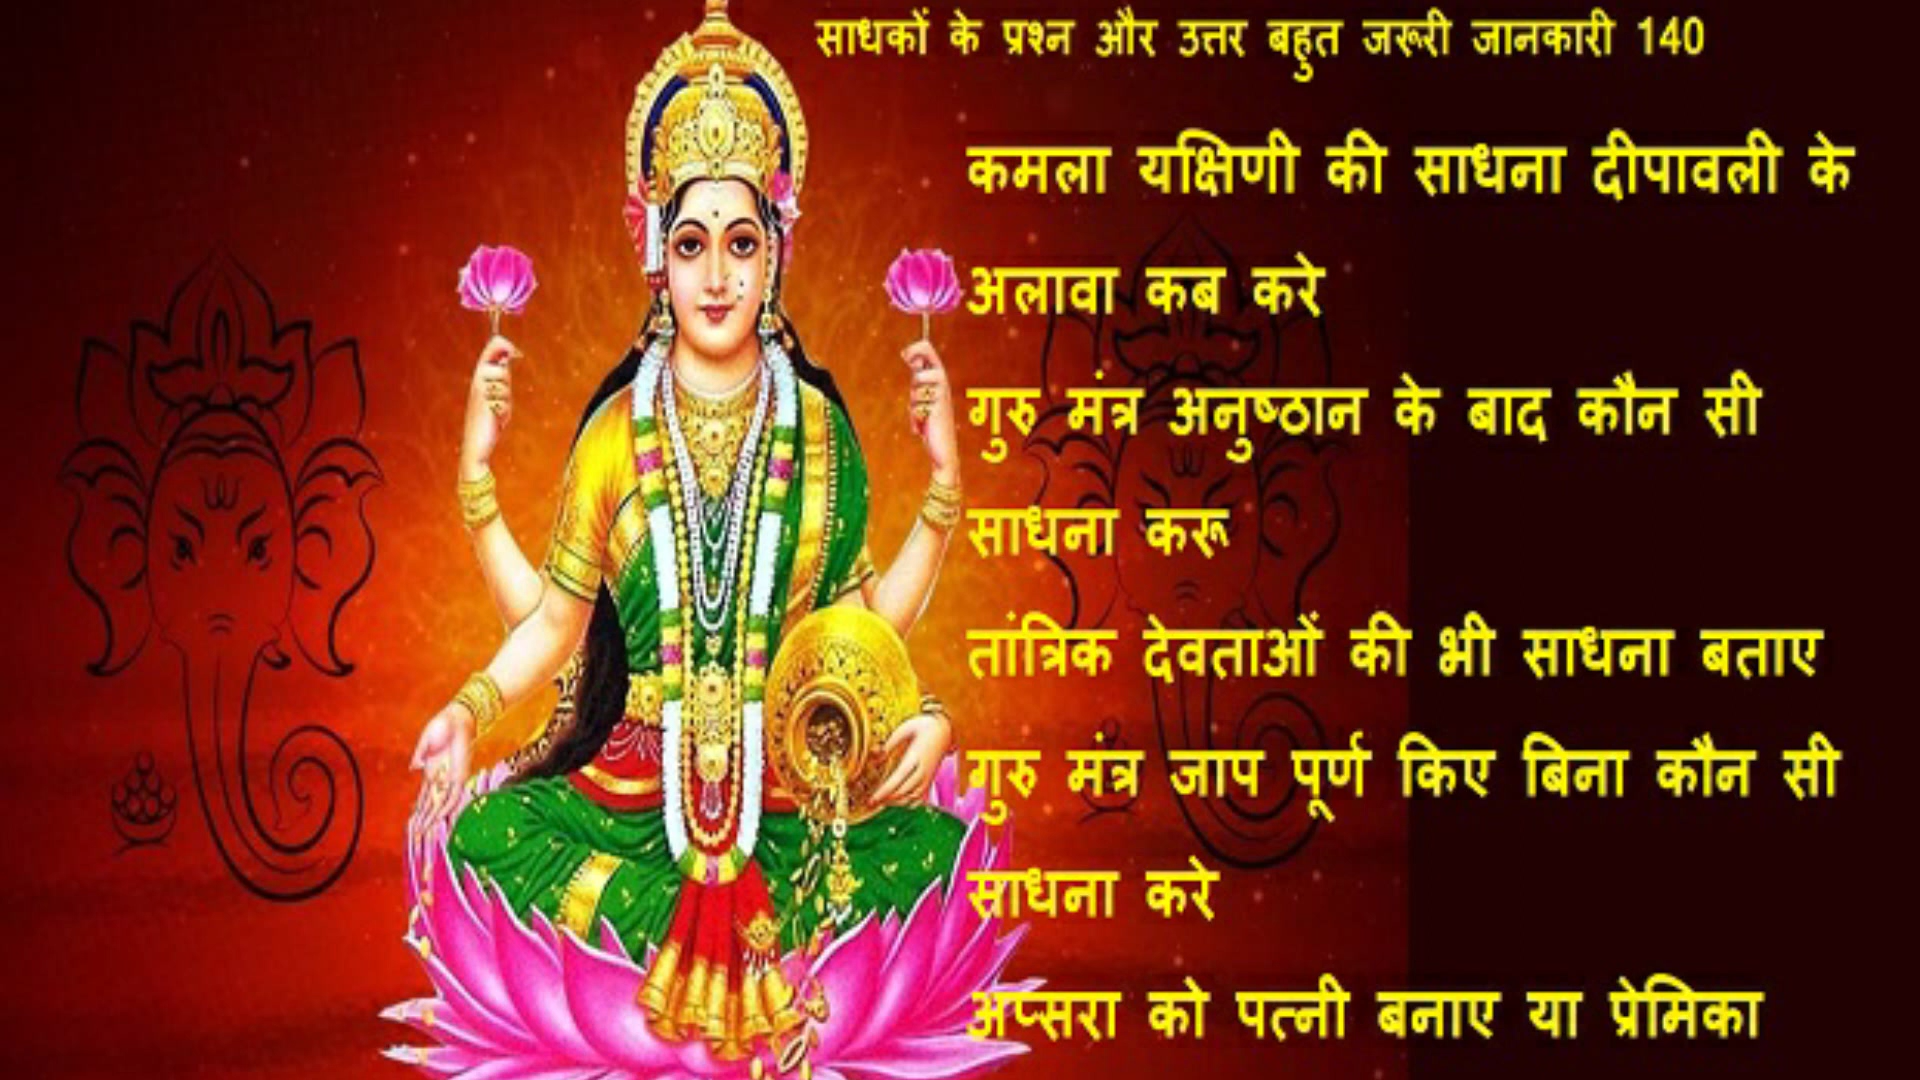 साधकों के प्रश्न और उत्तर बहुत जरूरी जानकारी 140
कमला यक्षिणी की साधना दीपावली के
अलावा कब करे
गुरु मंत्र अनुष्ठान के बाद कौन सी
साधना करू
तांत्रिक देवताओं की भी साधना बताए
गुरु मंत्र जाप पूर्ण किए बिना कौन सी
साधना करे
अप्सरा को पत्नी बनाए या प्रेमिका